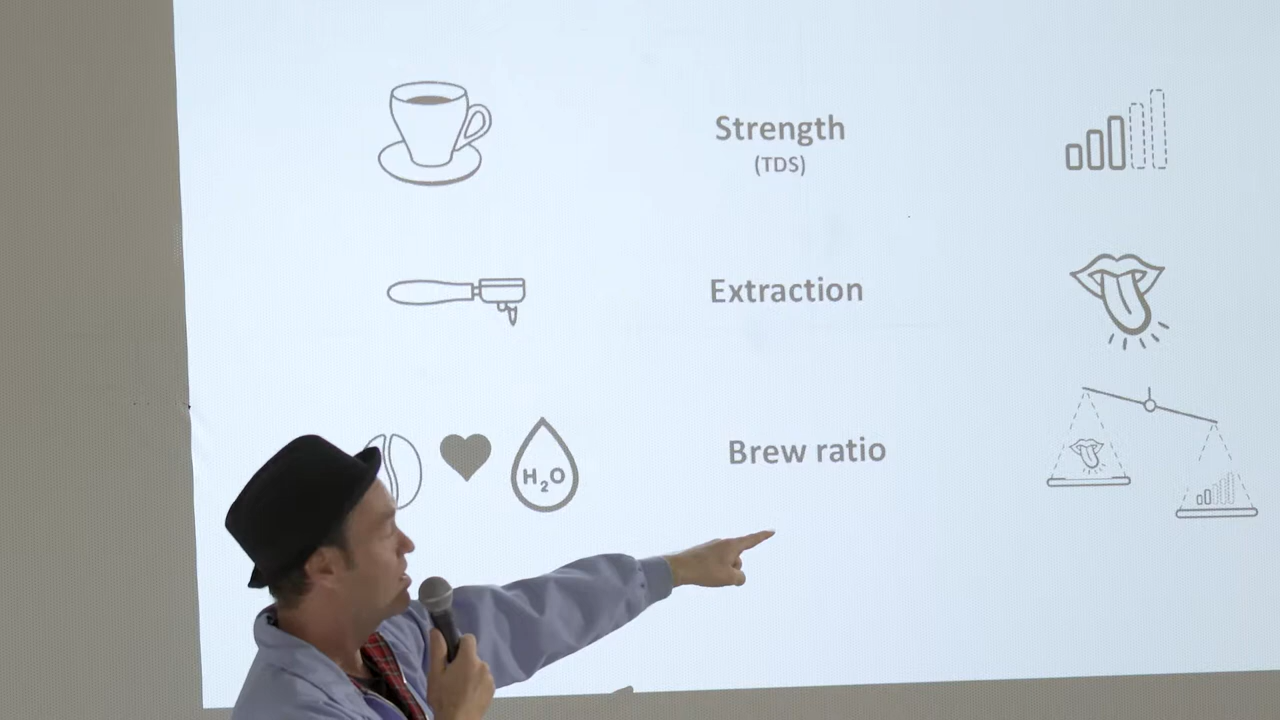 Strength
(TDS)
Extraction
H₂O
Brew ratio